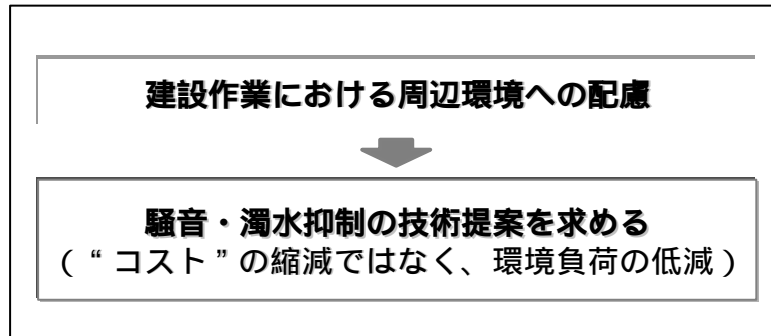 建設作業における周辺環境への配慮
騒音・濁水抑制の技術提案を求める
（“コスト”の縮減ではなく、環境負荷の低減）